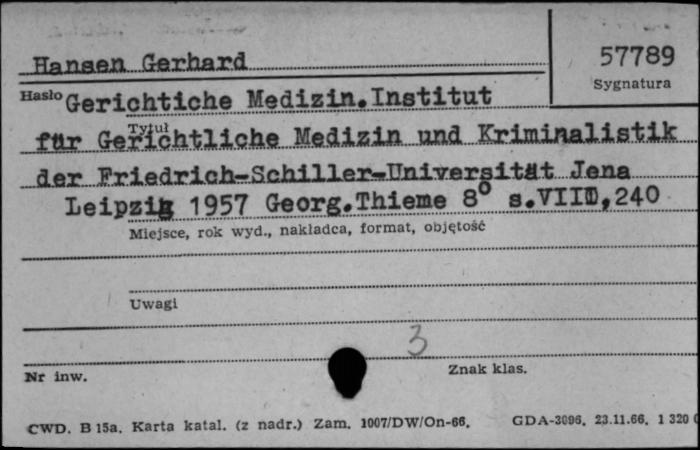 Hansen Gerhard
57789
Sygnatura
Hasło Gerichtiche Medizin.Institut
Tytuł
für Gerichtliche Medizin und Kriminalistik
der Friedrich-Schiller-Universität Jena
Leipzig 1957 Georg.Thieme 8° s.VIII,240
Miejsce, rok wyd., nakładca, format, objętość
Uwagi
3
Nr inw.
Znak klas.
CWD. B 15a. Karta katal. (z nadr.) Zam. 1007/DW/On-66. GDA-3096. 23.11.66. 1 320